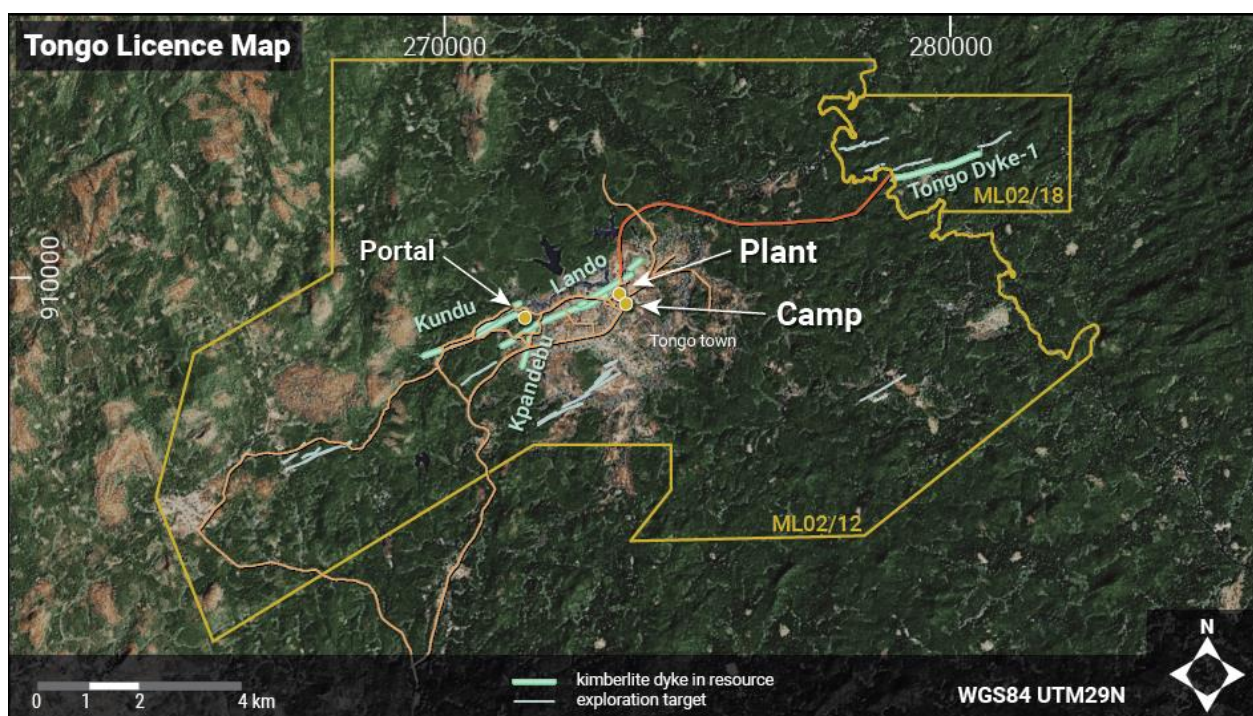 Tongo Licence Map
270000
280000
910000
Tongo Dyke-1
ML02/18
Portal
Lando
Plant
Kundu
Camp
Tongo town
Kpandebu
ML02/12
N
kimberlite dyke in resource
exploration target
0 1 2 4 km
WGS84 UTM29N